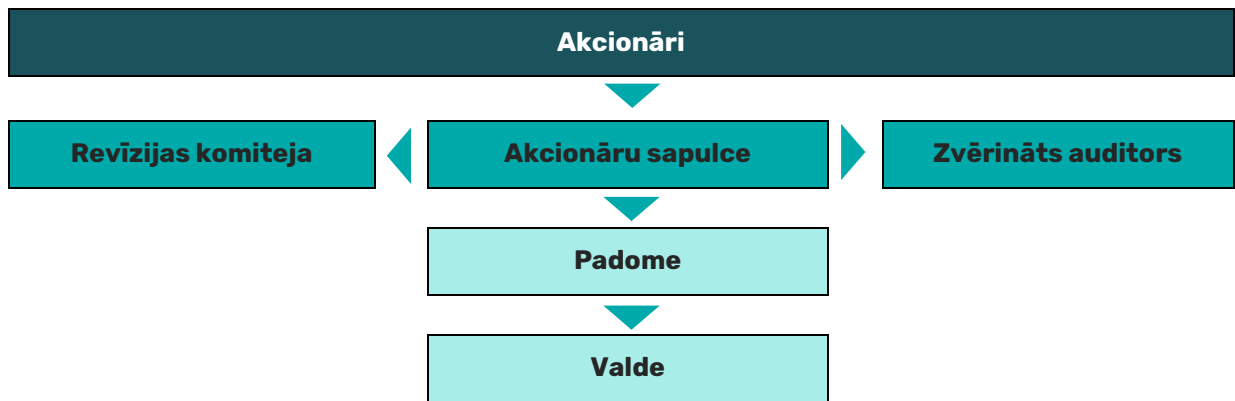 Akcionāri
Revīzijas komiteja
Akcionāru sapulce
Zvērināts auditors
Padome
Valde